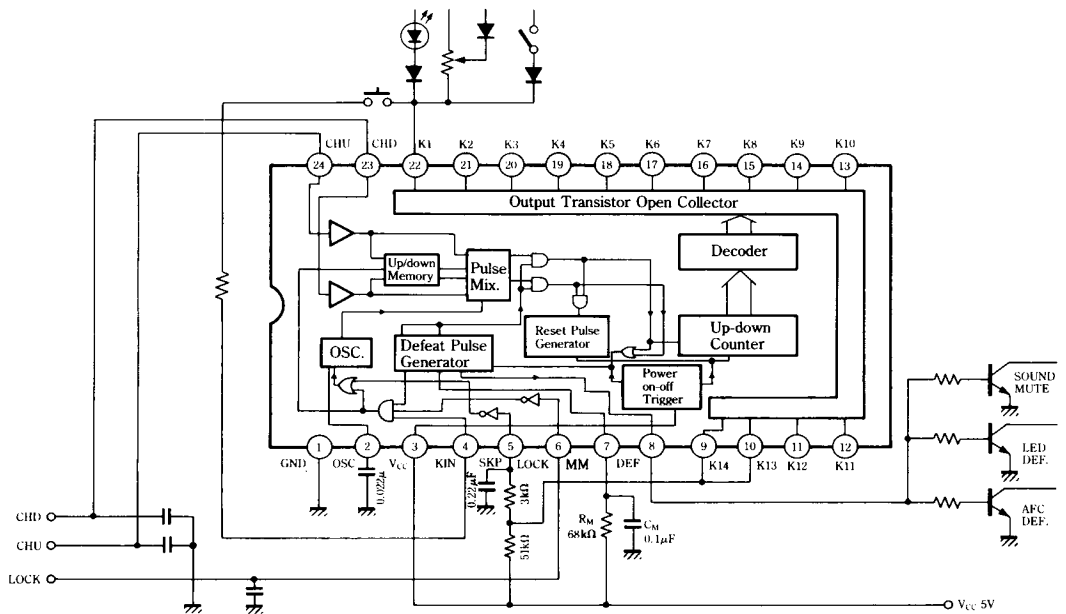 CHU
CHD
K1
K2
K3
K4
K5
K6
K7
K8
K9
K10
24
23
22
21
20
19
18
17
16
15
14
13
Output Transistor Open Collector
Decoder
Up/down
Memory
Pulse
Mix.
OSC.
Defeat Pulse
Generator
Reset Pulse
Generator
Up-down
Counter
Power
on-off
Trigger
1
2
3
4
5
6
7
8
9
10
11
12
GND
OSC
VCC
KIN
SKP
LOCK
MM
DEF
K14
K13
K12
K11
0.022μ
0.22μF
3kΩ
51kΩ
RM
68kΩ
CM
0.1μF
SOUND
MUTE
LED
DEF.
AFC
DEF.
CHD
CHU
LOCK
VCC 5V